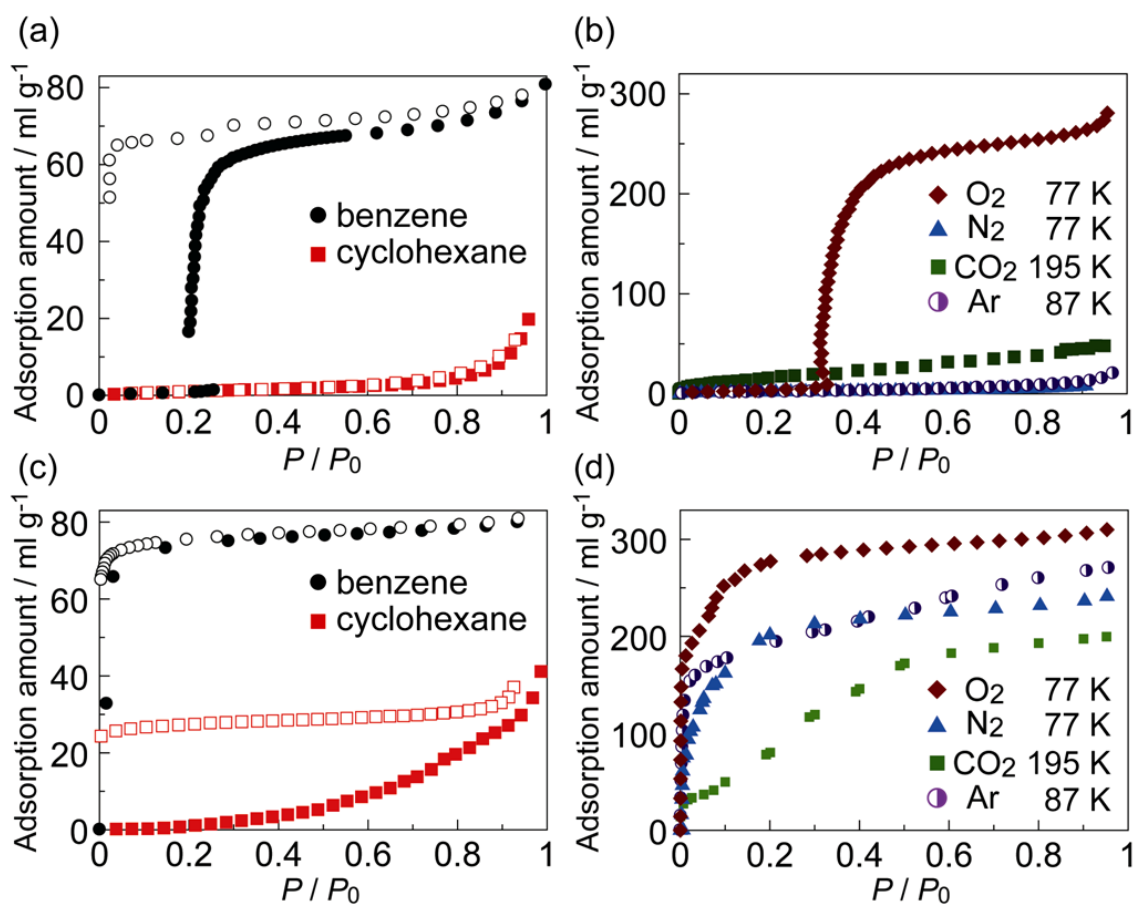 (a)
Adsorption amount / ml g⁻¹
80
60
40
20
0
benzene
cyclohexane
0 0.2 0.4 0.6 0.8 1
P / P₀
(b)
Adsorption amount / ml g⁻¹
300
200
100
0
O₂ 77 K
N₂ 77 K
CO₂ 195 K
Ar 87 K
0 0.2 0.4 0.6 0.8 1
P / P₀
(c)
Adsorption amount / ml g⁻¹
80
60
40
20
0
benzene
cyclohexane
0 0.2 0.4 0.6 0.8 1
P / P₀
(d)
Adsorption amount / ml g⁻¹
300
200
100
0
O₂ 77 K
N₂ 77 K
CO₂ 195 K
Ar 87 K
0 0.2 0.4 0.6 0.8 1
P / P₀